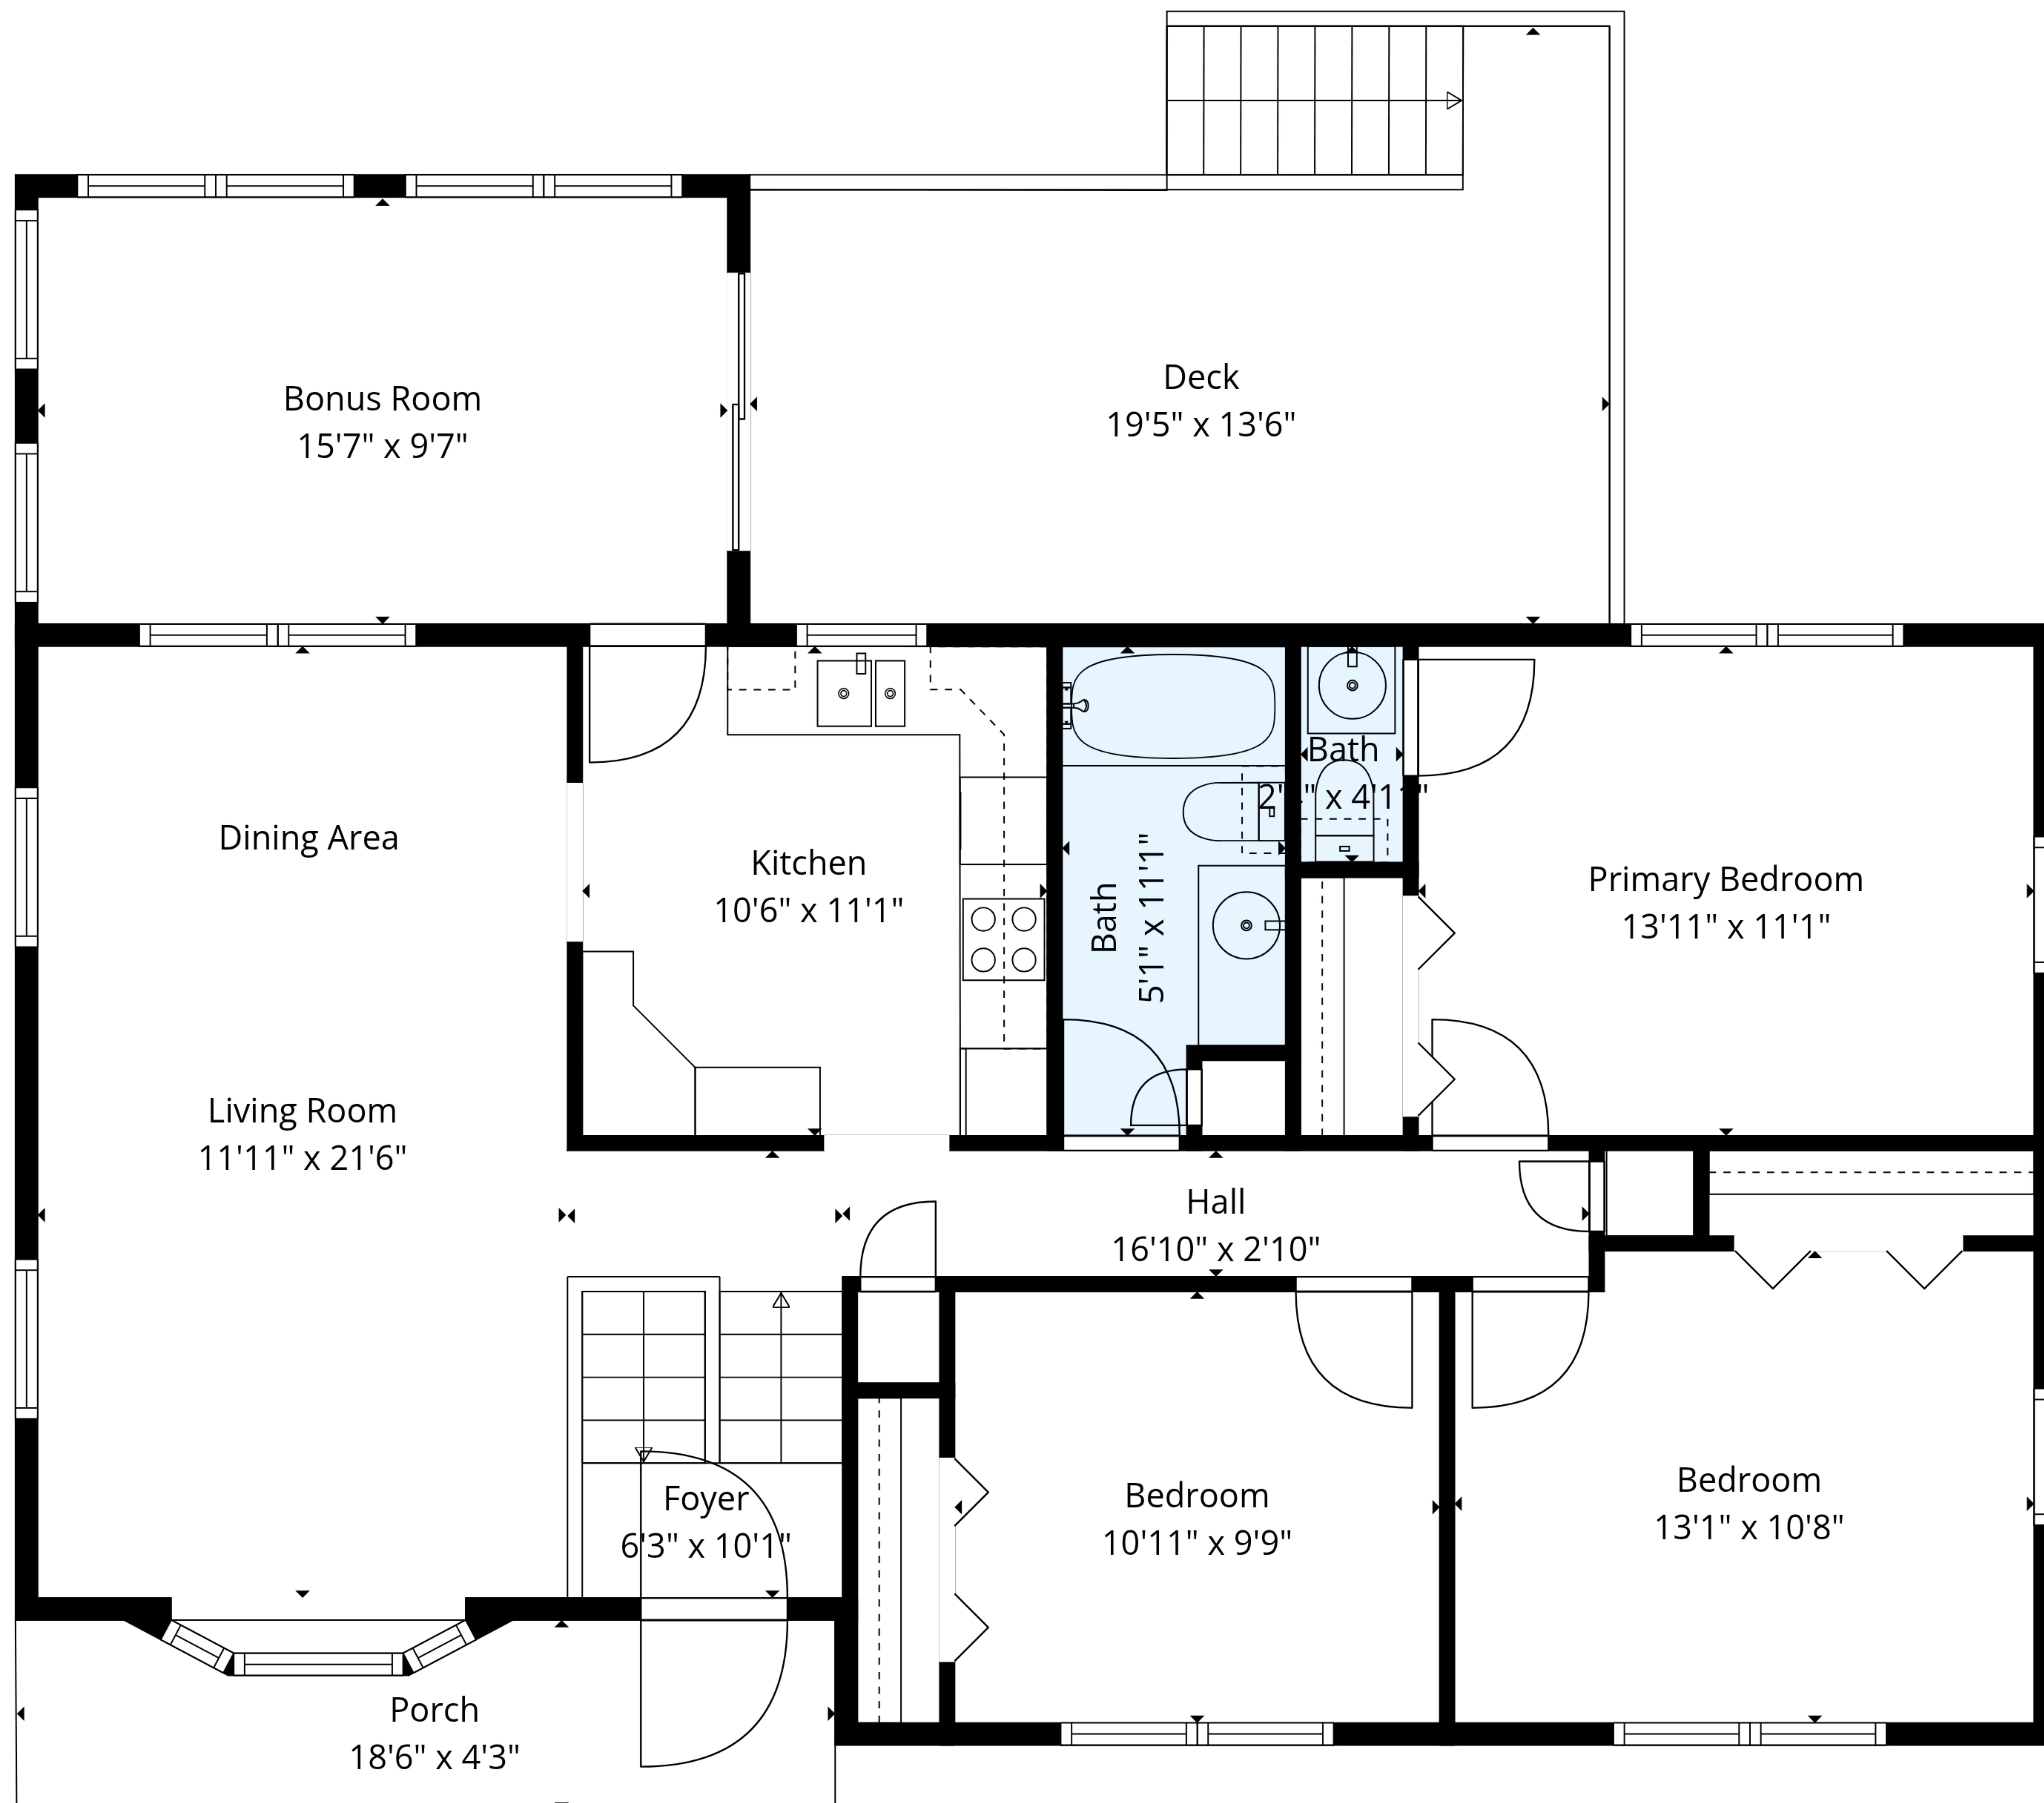 Deck
19'5" x 13'6"
Bonus Room
15'7" x 9'7"
Bath
Dining Area
Kitchen
10'6" x 11'1"
Bath
5'1" x 11'1"
Primary Bedroom
13'11" x 11'1"
Living Room
11'11" x 21'6"
Hall
16'10" x 2'10"
Foyer
6'3" x 10'1"
Bedroom
10'11" x 9'9"
Bedroom
13'1" x 10'8"
Porch
18'6" x 4'3"